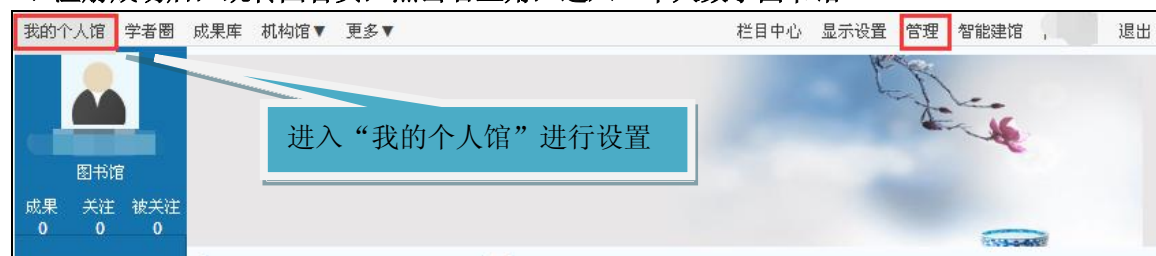 我的个人馆 学者圈 成果库 机构馆▼ 更多▼ 栏目中心 显示设置 管理 智能建馆 , 退出
进入“我的个人馆”进行设置
图书馆
成果 关注 被关注
0 0 0